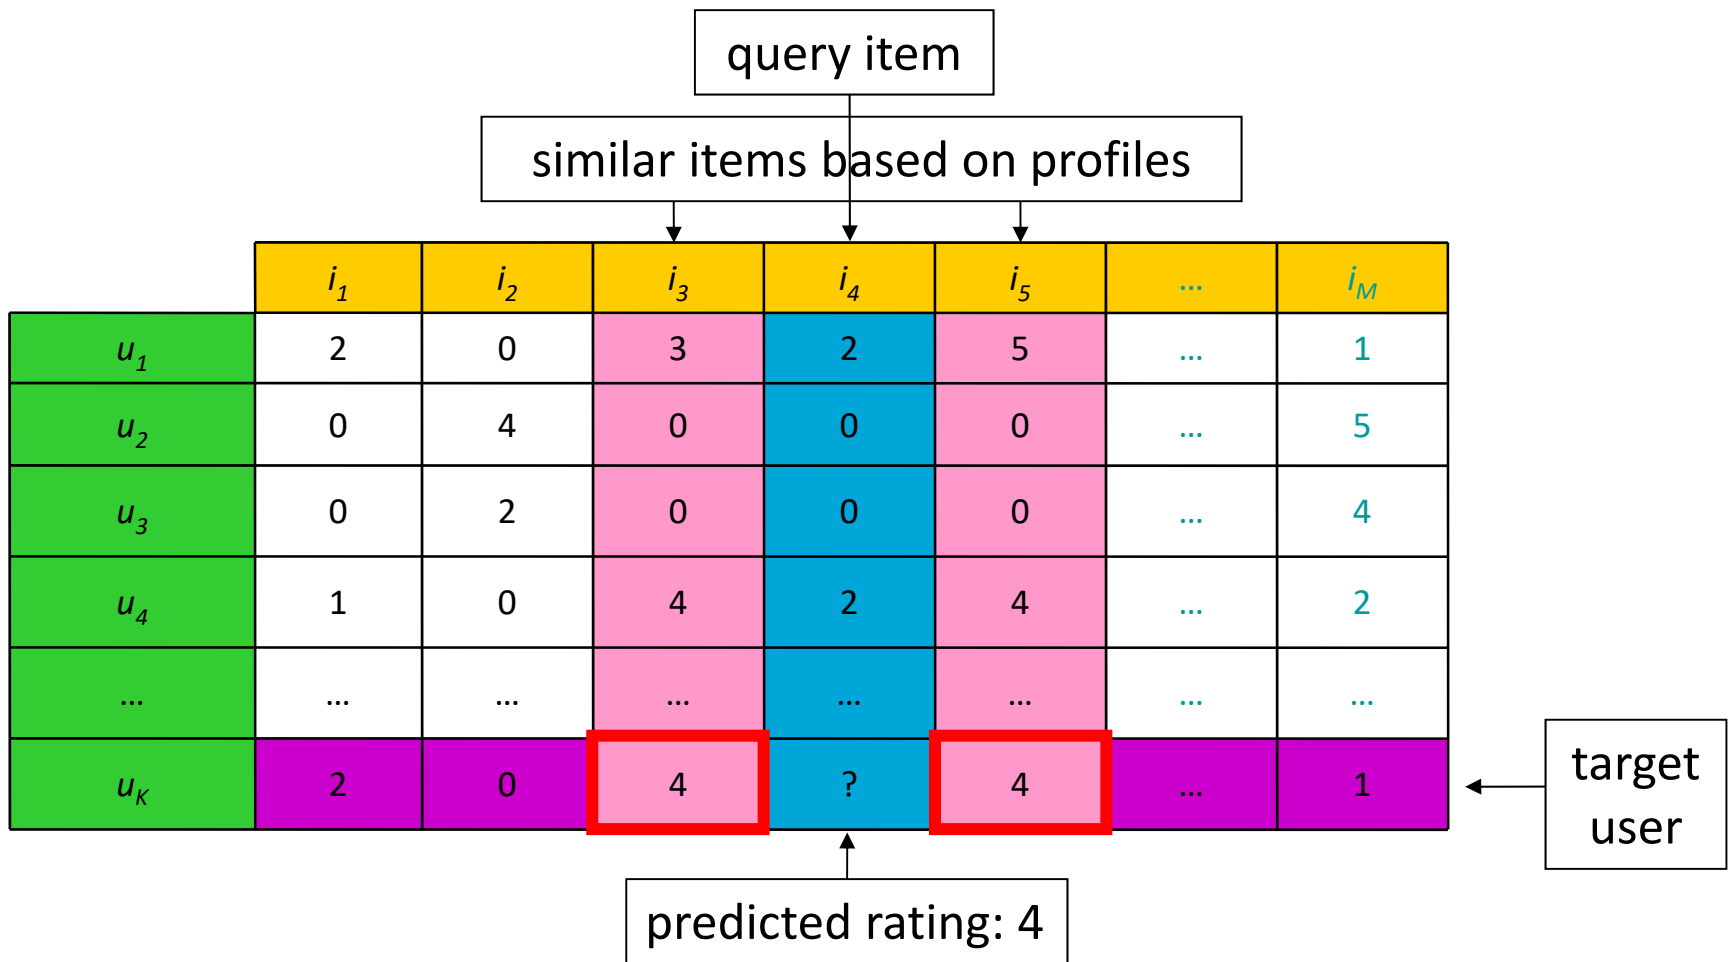 query item
similar items based on profiles
i1 i2 i3 i4 i5 ... iM
u1 2 0 3 2 5 ... 1
u2 0 4 0 0 0 ... 5
u3 0 2 0 0 0 ... 4
u4 1 0 4 2 4 ... 2
... ... ... ... ... ... ... ...
uK 2 0 4 ? 4 ... 1
target
user
predicted rating: 4